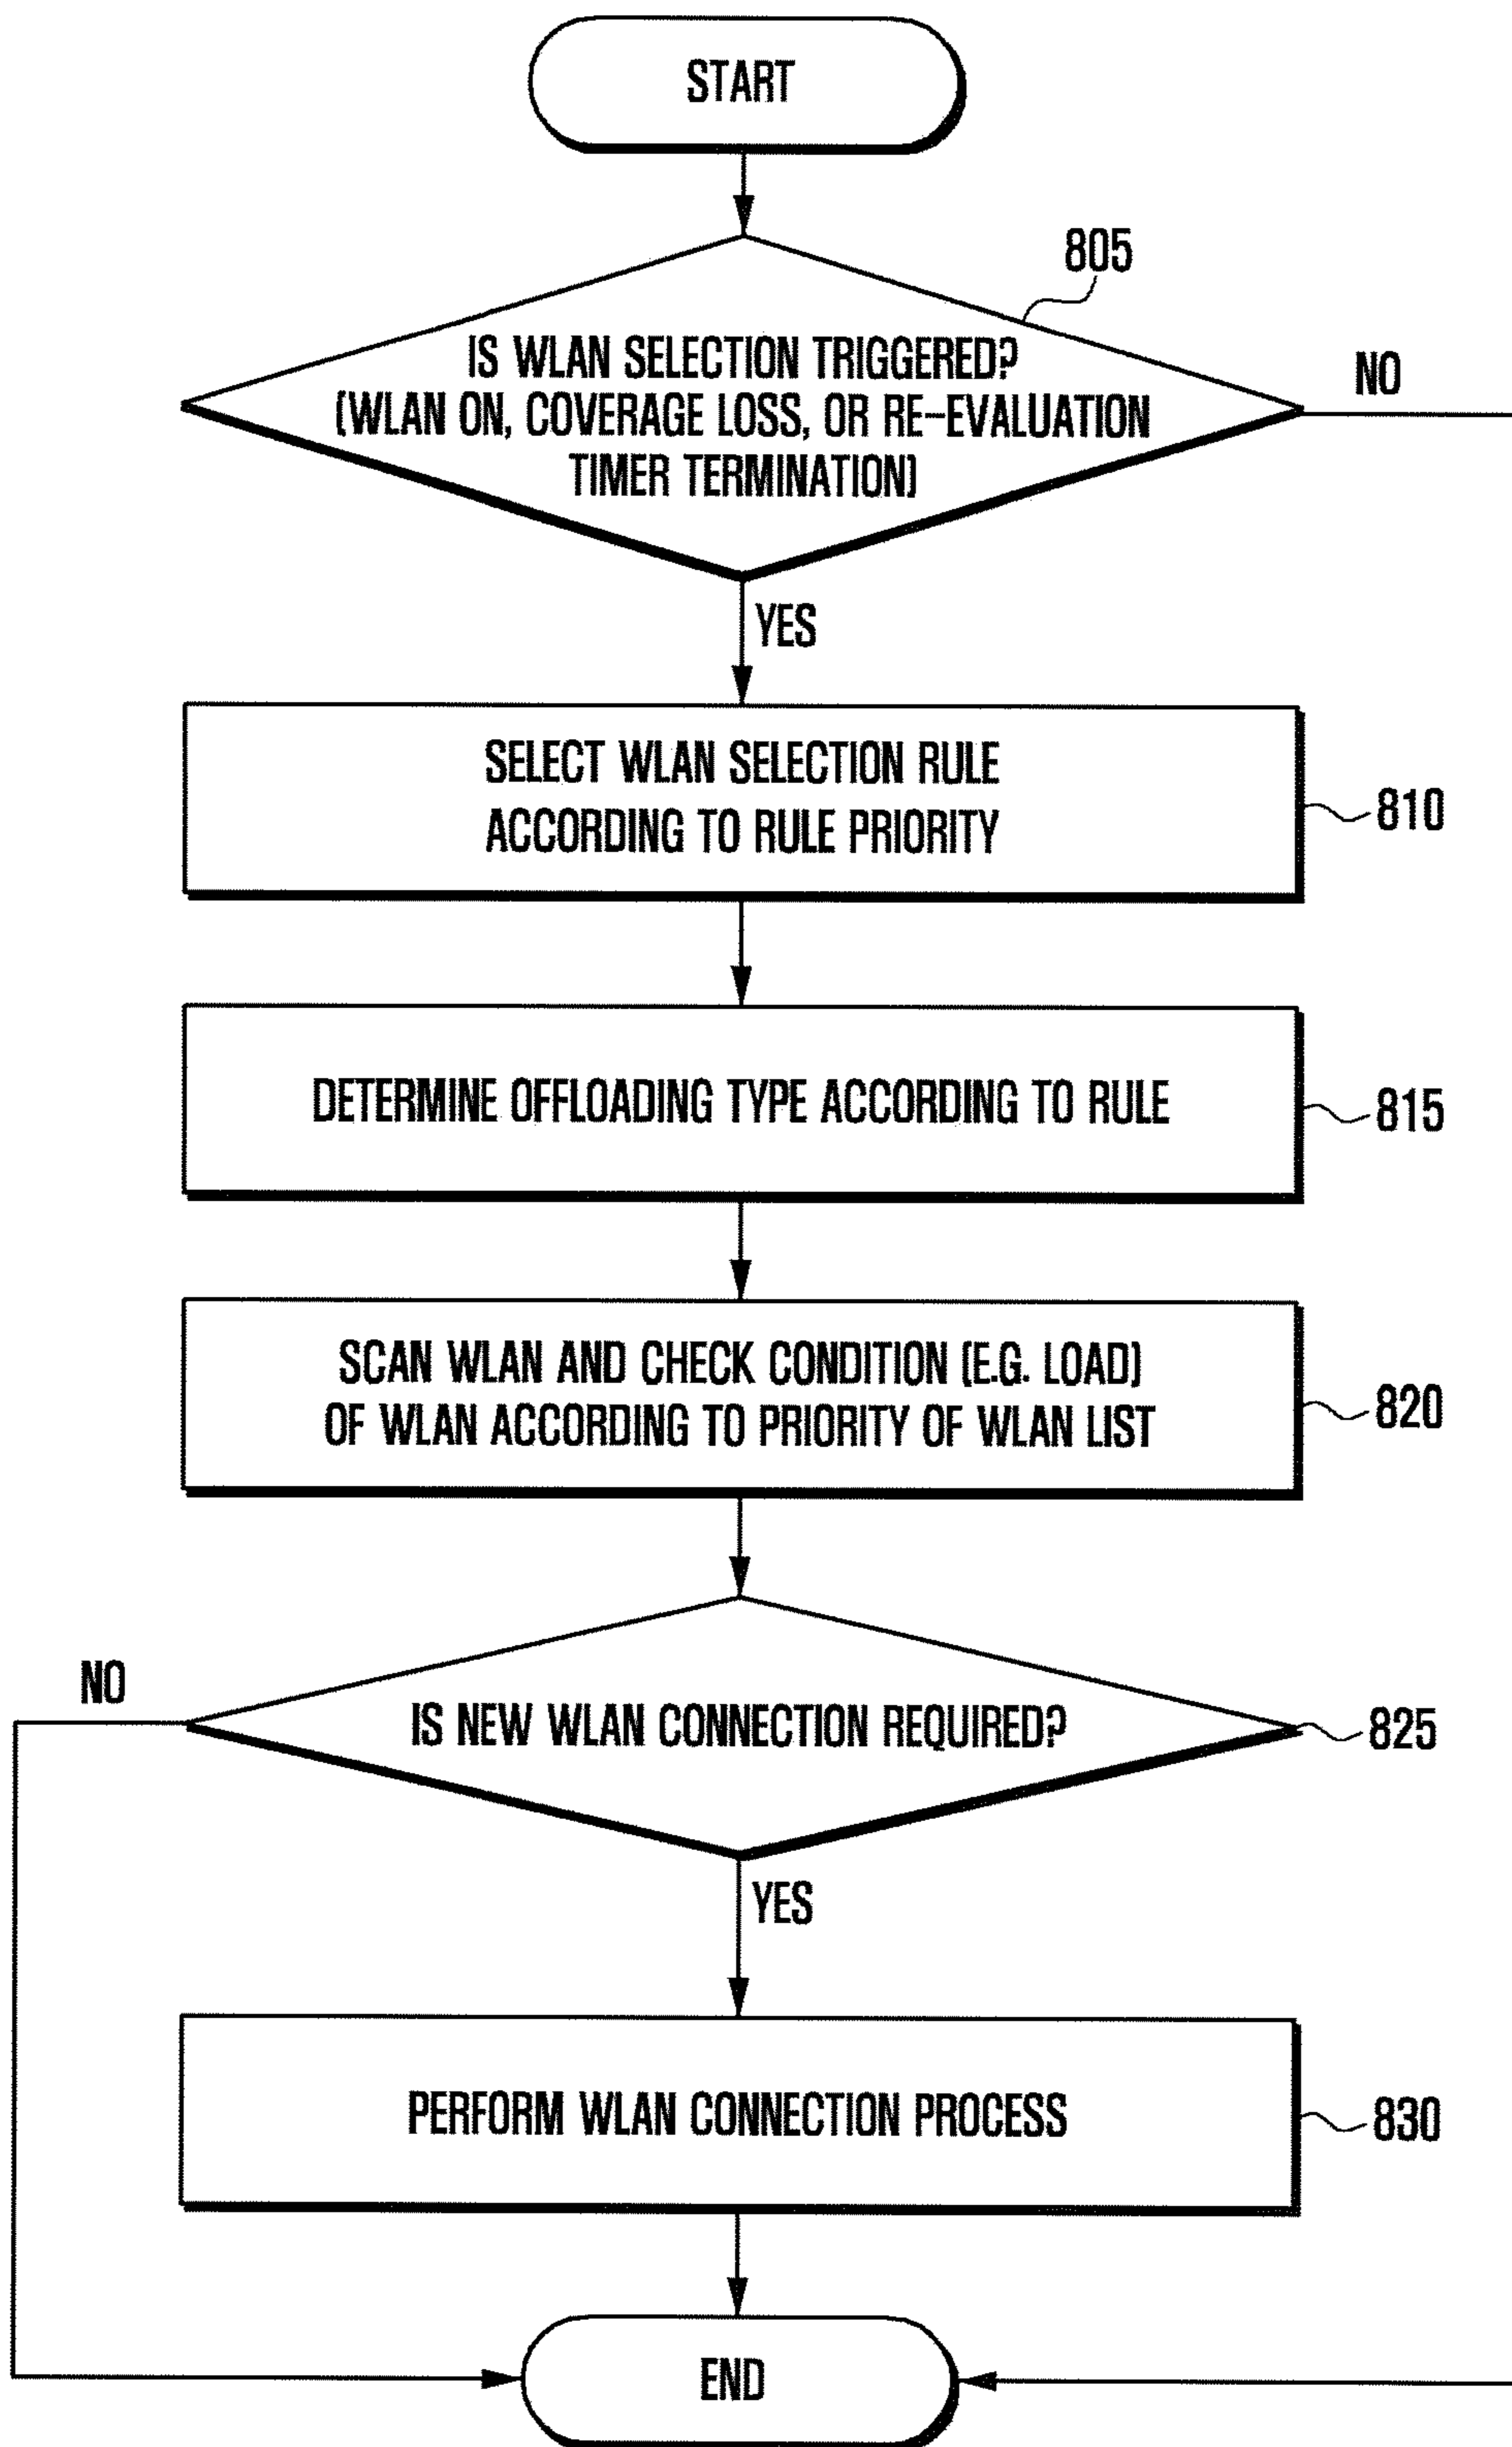 START
805
IS WLAN SELECTION TRIGGERED?
(WLAN ON, COVERAGE LOSS, OR RE-EVALUATION
TIMER TERMINATION)
NO
YES
SELECT WLAN SELECTION RULE
ACCORDING TO RULE PRIORITY
810
DETERMINE OFFLOADING TYPE ACCORDING TO RULE
815
SCAN WLAN AND CHECK CONDITION (E.G. LOAD)
OF WLAN ACCORDING TO PRIORITY OF WLAN LIST
820
NO
IS NEW WLAN CONNECTION REQUIRED?
825
YES
PERFORM WLAN CONNECTION PROCESS
830
END